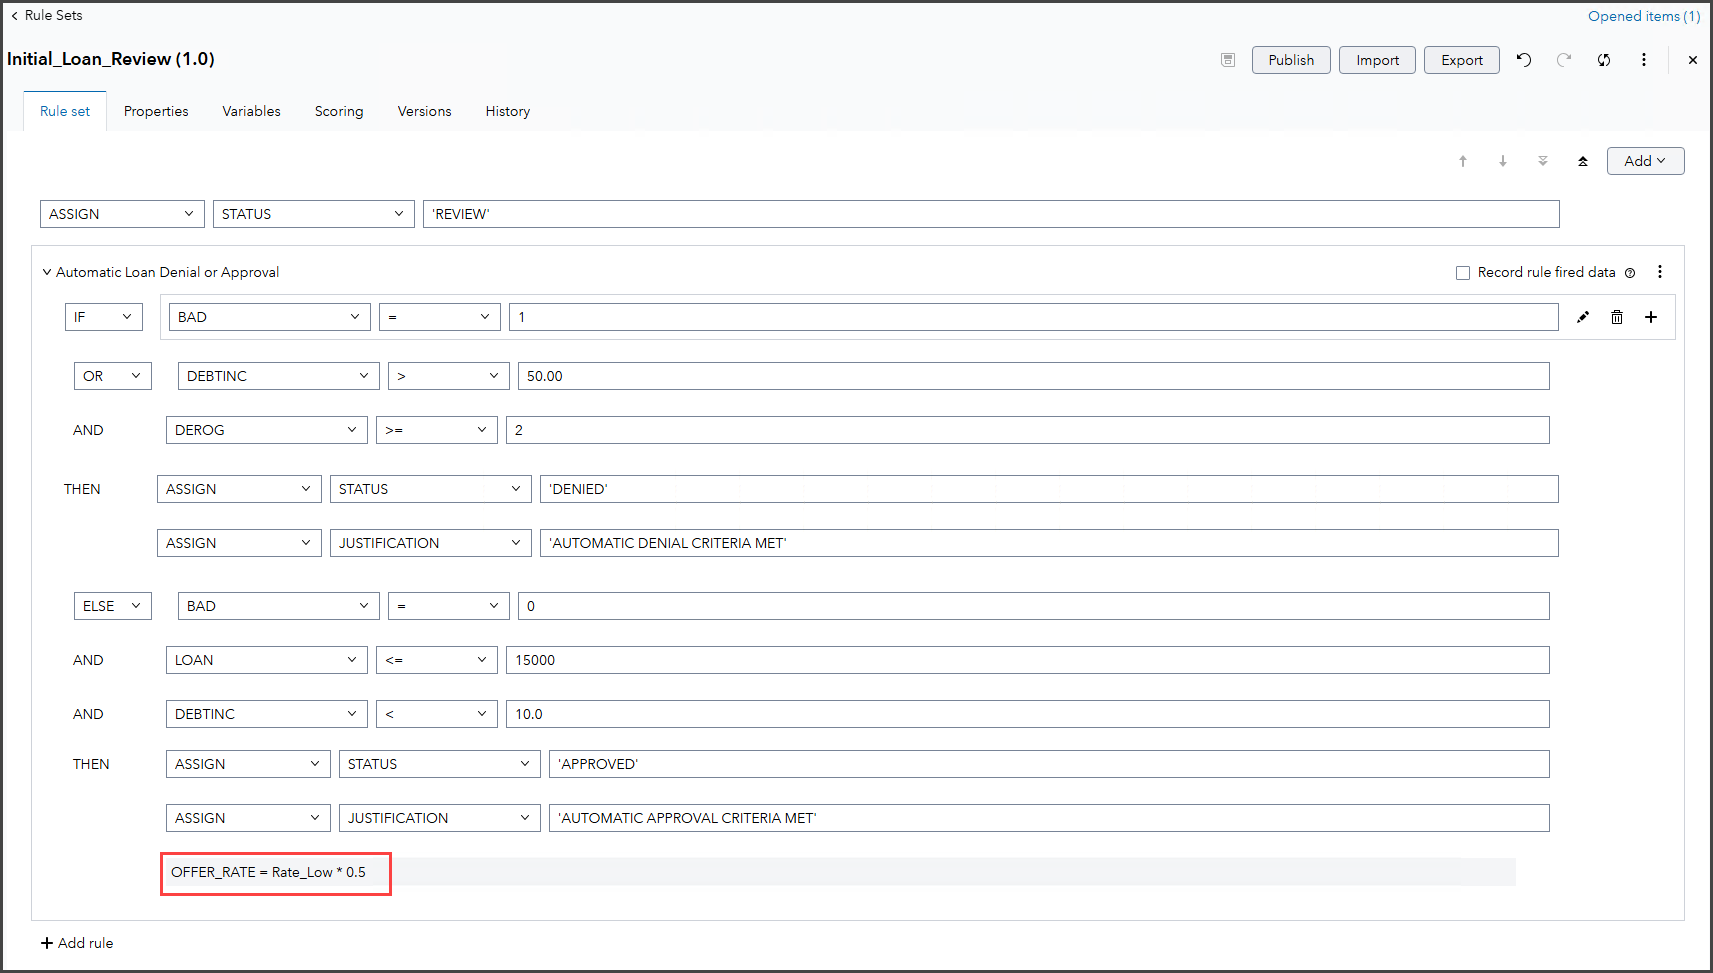 Rule Sets
Opened items (1)
Initial_Loan_Review (1.0)
Publish Import Export
Rule set Properties Variables Scoring Versions History
Add
ASSIGN STATUS 'REVIEW'
Automatic Loan Denial or Approval
Record rule fired data
IF BAD = 1
OR DEBTINC > 50.00
AND DEROG >= 2
THEN ASSIGN STATUS 'DENIED'
ASSIGN JUSTIFICATION 'AUTOMATIC DENIAL CRITERIA MET'
ELSE BAD = 0
AND LOAN <= 15000
AND DEBTINC < 10.0
THEN ASSIGN STATUS 'APPROVED'
ASSIGN JUSTIFICATION 'AUTOMATIC APPROVAL CRITERIA MET'
OFFER_RATE = Rate_Low * 0.5
Add rule